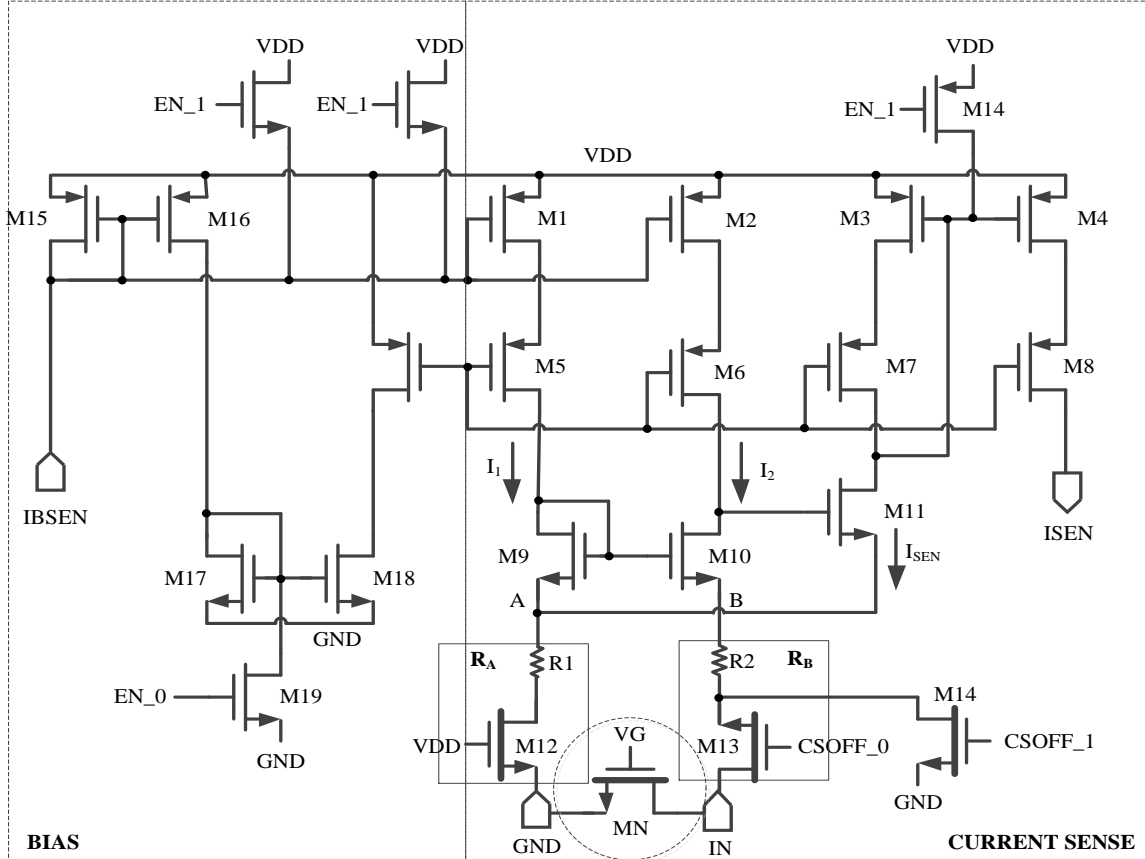 VDD
VDD
VDD
EN_1
EN_1
EN_1
M14
VDD
M15
M16
M1
M2
M3
M4
M5
M6
M7
M8
I1
I2
IBSEN
M11
ISEN
M9
M10
ISEN
M17
M18
A
B
GND
RA
R1
R2
RB
EN_0
M19
M14
VDD
M12
VG
M13
CSOFF_0
CSOFF_1
GND
GND
GND
MN
IN
BIAS
CURRENT SENSE